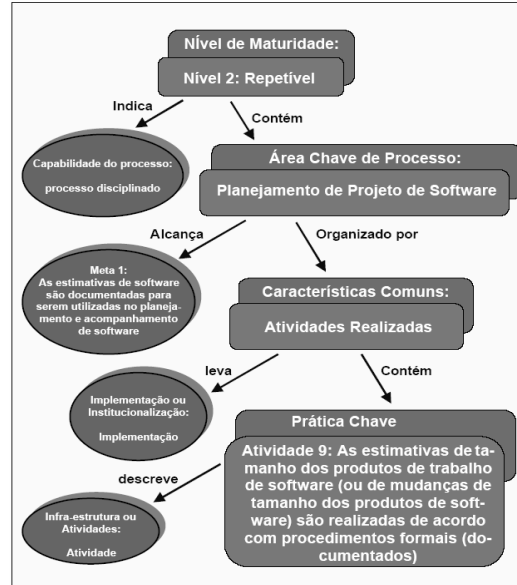 Nível de Maturidade:
Nível 2: Repetível
Indica
Contém
Capabilidade do processo:
processo disciplinado
Área Chave de Processo:
Planejamento de Projeto de Software
Alcança
Organizado por
Meta 1:
As estimativas de software
são documentadas para
serem utilizadas no planeja-
mento e acompanhamento
de software
Características Comuns:
Atividades Realizadas
leva
Contém
Implementação ou
Institucionalização:
Implementação
Prática Chave
Atividade 9: As estimativas de ta-
manho dos produtos de trabalho
de software (ou de mudanças de
tamanho dos produtos de soft-
ware) são realizadas de acordo
com procedimentos formais (do-
cumentados)
descreve
Infra-estrutura ou
Atividades:
Atividade